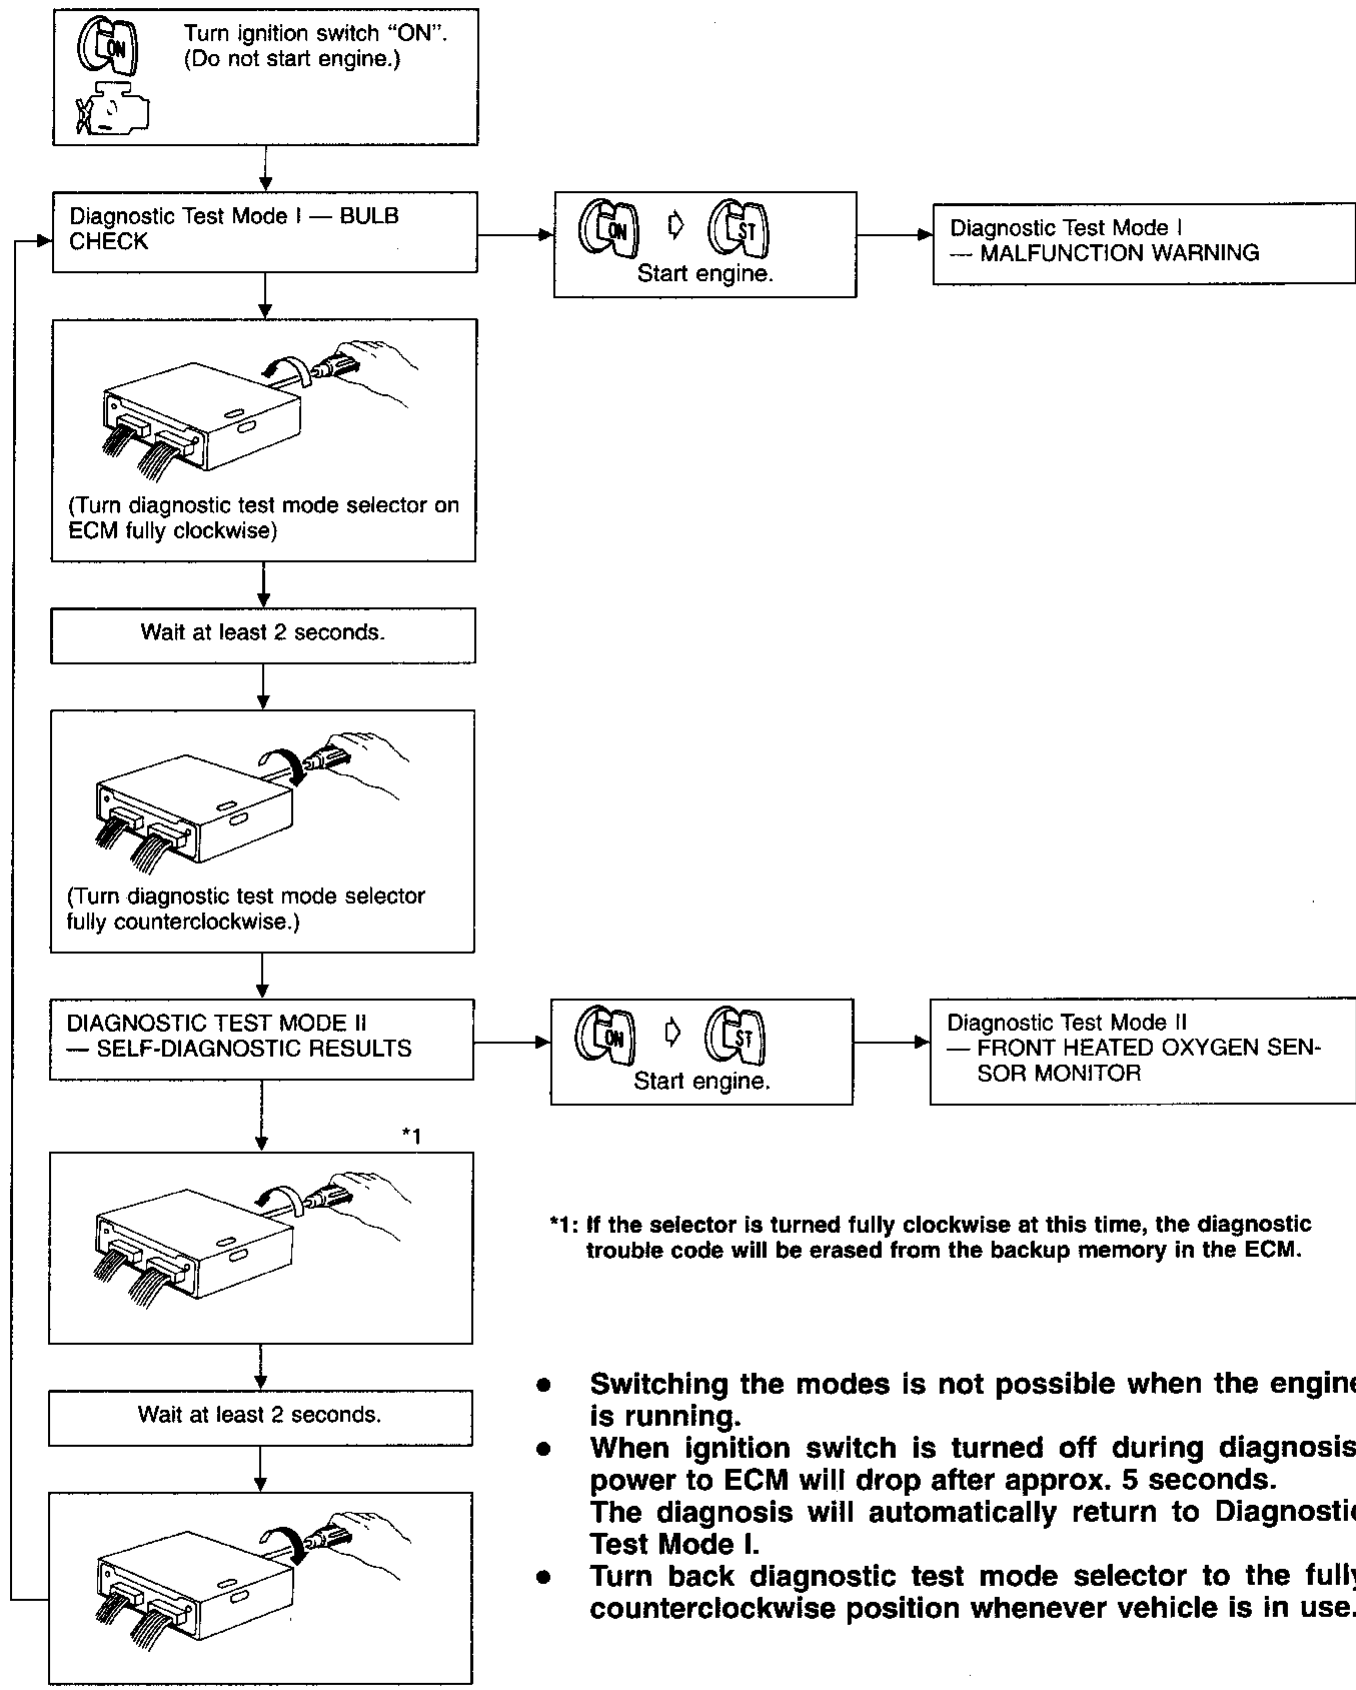 ON
Turn ignition switch “ON”.
(Do not start engine.)
Diagnostic Test Mode I — BULB
CHECK
ON
ST
Start engine.
Diagnostic Test Mode I
— MALFUNCTION WARNING
(Turn diagnostic test mode selector on
ECM fully clockwise)
Wait at least 2 seconds.
(Turn diagnostic test mode selector
fully counterclockwise.)
DIAGNOSTIC TEST MODE II
— SELF-DIAGNOSTIC RESULTS
ON
ST
Start engine.
Diagnostic Test Mode II
— FRONT HEATED OXYGEN SEN-
SOR MONITOR
*1
*1: If the selector is turned fully clockwise at this time, the diagnostic
trouble code will be erased from the backup memory in the ECM.
Wait at least 2 seconds.
● Switching the modes is not possible when the engine
is running.
● When ignition switch is turned off during diagnosis
power to ECM will drop after approx. 5 seconds.
The diagnosis will automatically return to Diagnostic
Test Mode I.
● Turn back diagnostic test mode selector to the fully
counterclockwise position whenever vehicle is in use.